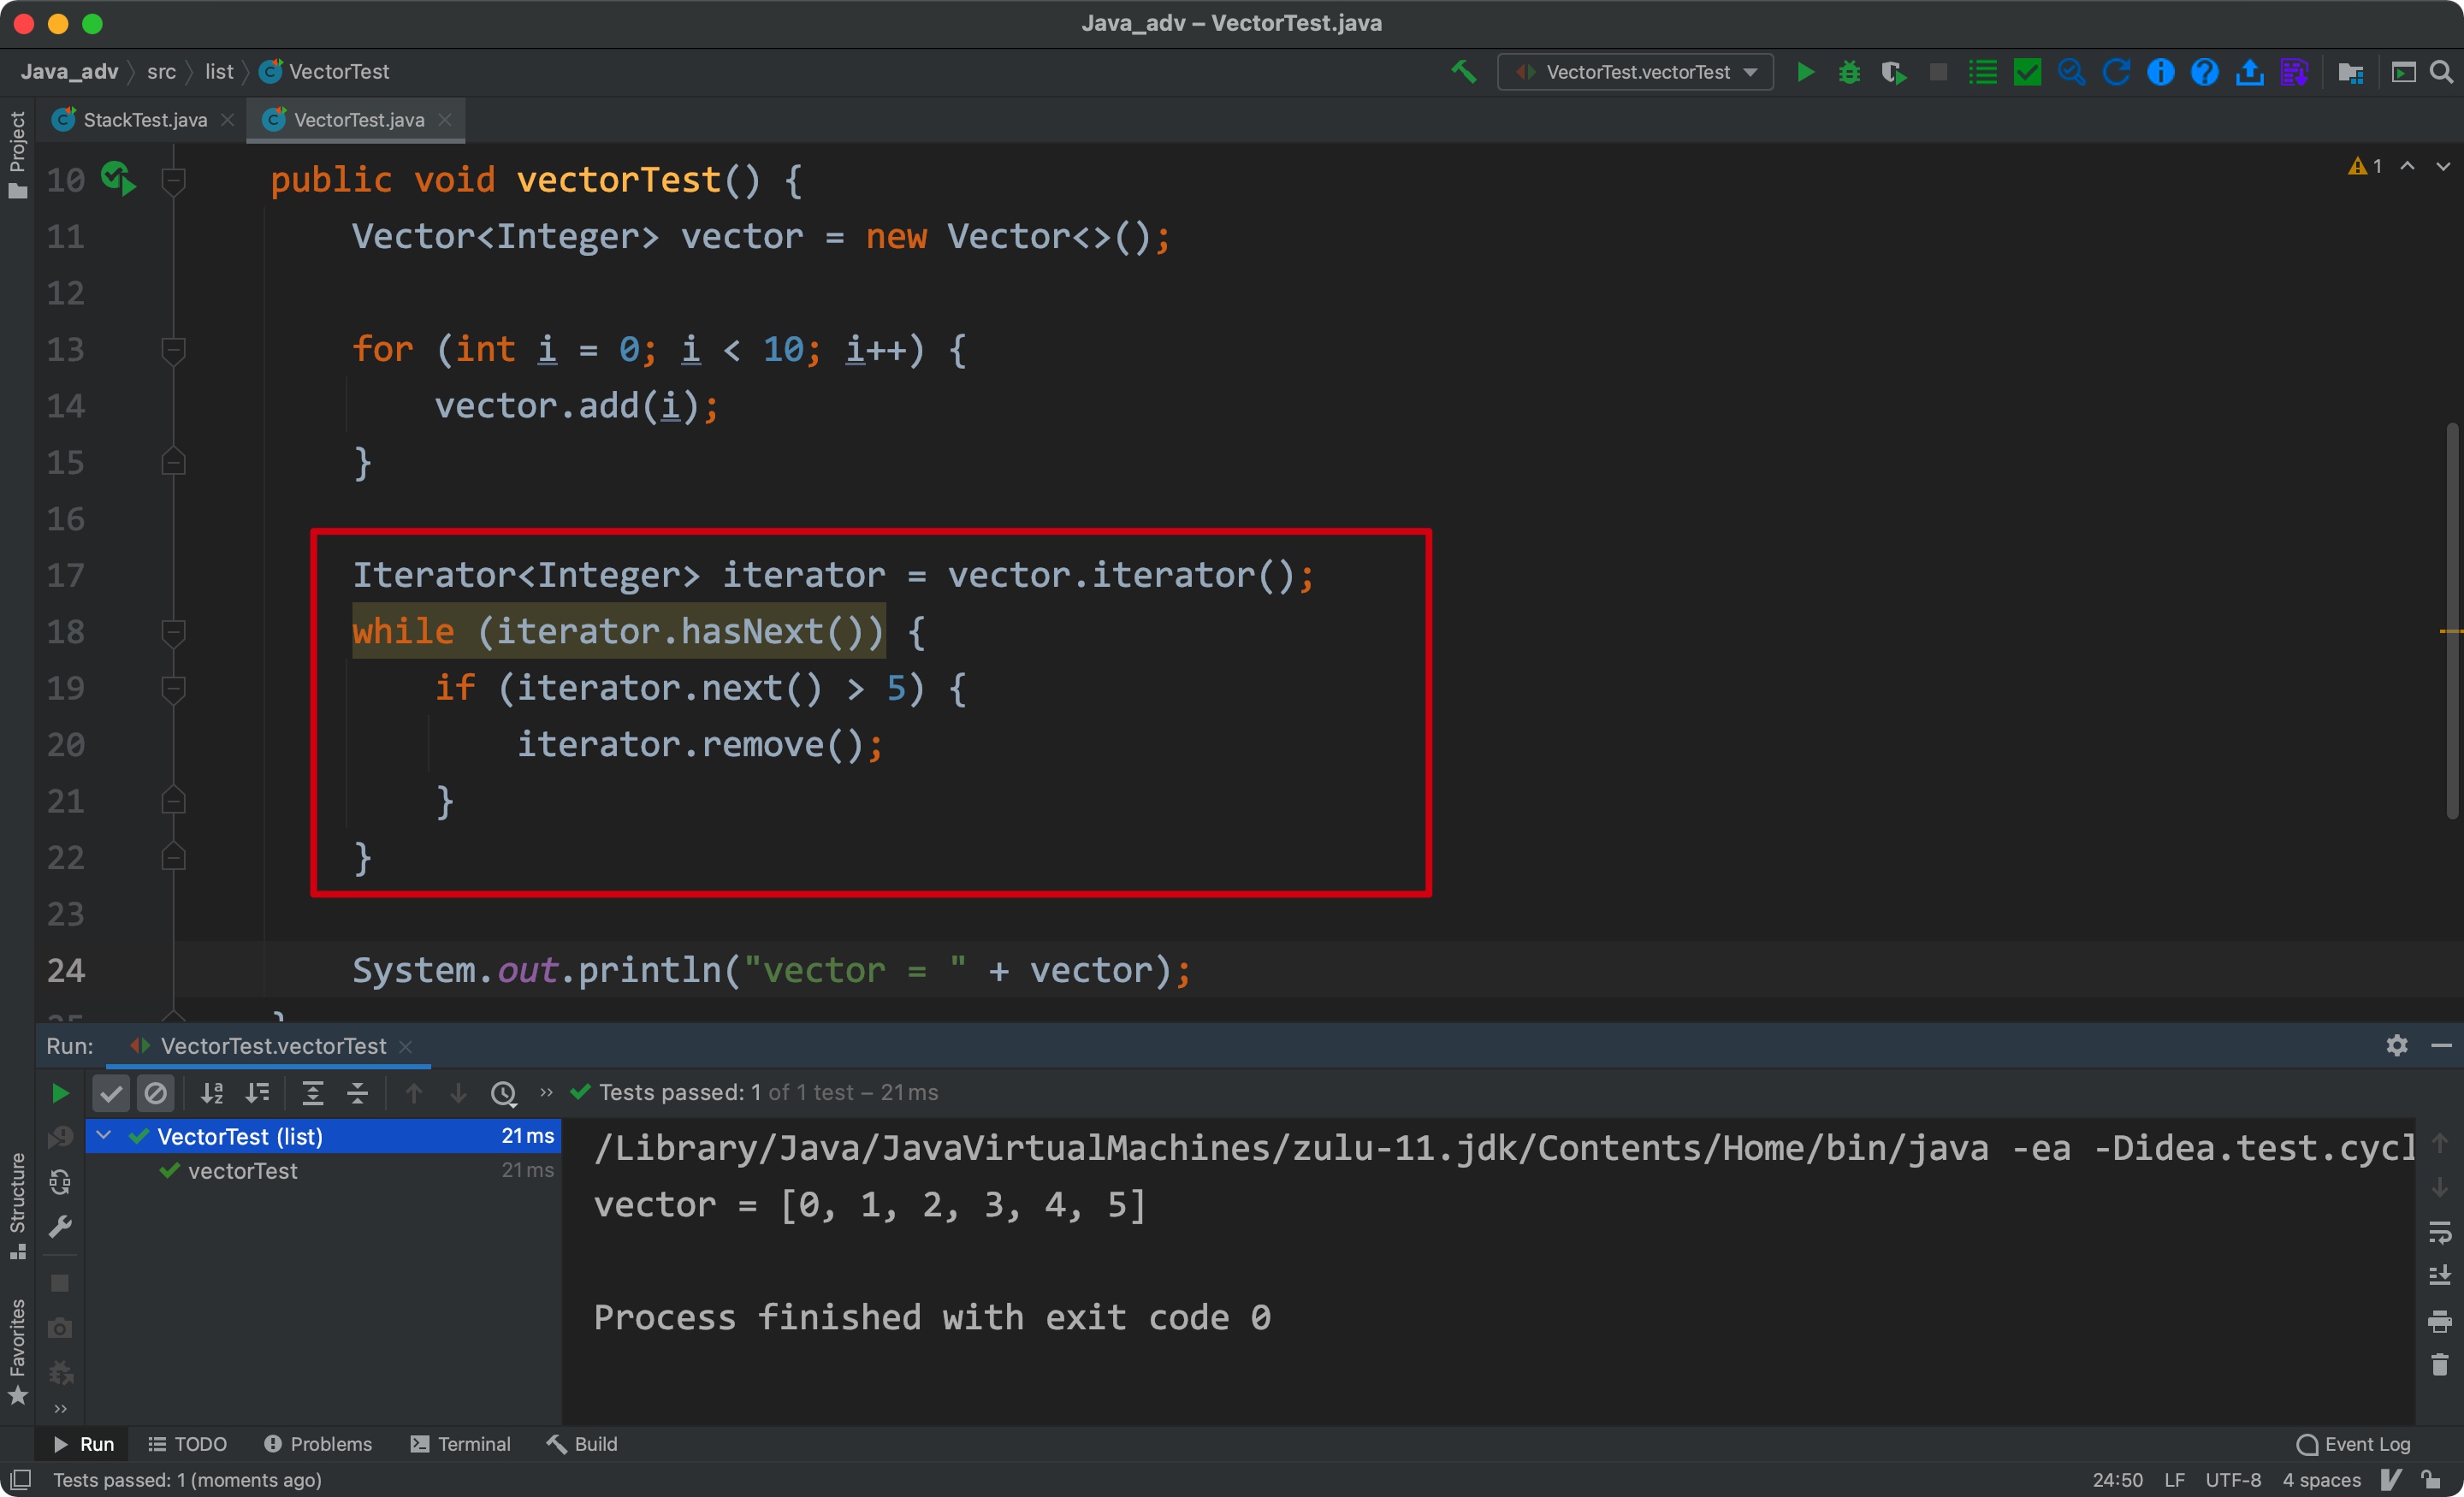 Java_adv – VectorTest.java
Java_adv src list VectorTest
VectorTest.vectorTest
Project
StackTest.java
VectorTest.java
1
10 public void vectorTest() {
11 Vector<Integer> vector = new Vector<>();
12
13 for (int i = 0; i < 10; i++) {
14 vector.add(i);
15 }
16
17 Iterator<Integer> iterator = vector.iterator();
18 while (iterator.hasNext()) {
19 if (iterator.next() > 5) {
20 iterator.remove();
21 }
22 }
23
24 System.out.println("vector = " + vector);
Run: VectorTest.vectorTest
Tests passed: 1 of 1 test – 21 ms
VectorTest (list) 21 ms
vectorTest 21 ms
/Library/Java/JavaVirtualMachines/zulu-11.jdk/Contents/Home/bin/java -ea -Didea.test.cycl
vector = [0, 1, 2, 3, 4, 5]
Process finished with exit code 0
Structure
Favorites
Run TODO Problems Terminal Build Event Log
Tests passed: 1 (moments ago) 24:50 LF UTF-8 4 spaces